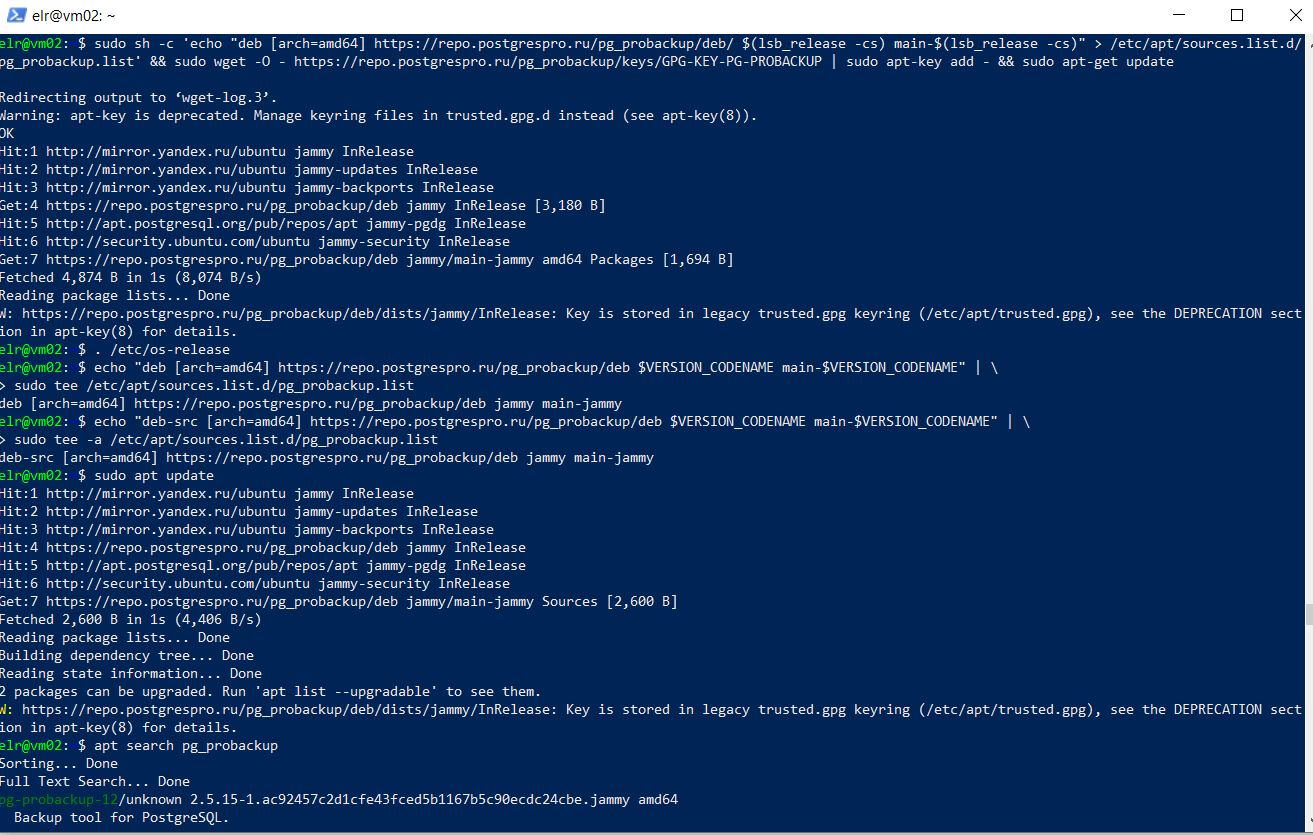 elr@vm02: ~
elr@vm02: $ sudo sh -c 'echo "deb [arch=amd64] https://repo.postgrespro.ru/pg_probackup/deb/ $(lsb_release -cs) main-$(lsb_release -cs)" > /etc/apt/sources.list.d/
pg_probackup.list' && sudo wget -O - https://repo.postgrespro.ru/pg_probackup/keys/GPG-KEY-PG-PROBACKUP | sudo apt-key add - && sudo apt-get update
Redirecting output to ‘wget-log.3’.
Warning: apt-key is deprecated. Manage keyring files in trusted.gpg.d instead (see apt-key(8)).
OK
Hit:1 http://mirror.yandex.ru/ubuntu jammy InRelease
Hit:2 http://mirror.yandex.ru/ubuntu jammy-updates InRelease
Hit:3 http://mirror.yandex.ru/ubuntu jammy-backports InRelease
Get:4 https://repo.postgrespro.ru/pg_probackup/deb jammy InRelease [3,180 B]
Hit:5 http://apt.postgresql.org/pub/repos/apt jammy-pgdg InRelease
Hit:6 http://security.ubuntu.com/ubuntu jammy-security InRelease
Get:7 https://repo.postgrespro.ru/pg_probackup/deb jammy/main-jammy amd64 Packages [1,694 B]
Fetched 4,874 B in 1s (8,074 B/s)
Reading package lists... Done
W: https://repo.postgrespro.ru/pg_probackup/deb/dists/jammy/InRelease: Key is stored in legacy trusted.gpg keyring (/etc/apt/trusted.gpg), see the DEPRECATION sect
ion in apt-key(8) for details.
elr@vm02: $ . /etc/os-release
elr@vm02: $ echo "deb [arch=amd64] https://repo.postgrespro.ru/pg_probackup/deb $VERSION_CODENAME main-$VERSION_CODENAME" | \
> sudo tee /etc/apt/sources.list.d/pg_probackup.list
deb [arch=amd64] https://repo.postgrespro.ru/pg_probackup/deb jammy main-jammy
elr@vm02: $ echo "deb-src [arch=amd64] https://repo.postgrespro.ru/pg_probackup/deb $VERSION_CODENAME main-$VERSION_CODENAME" | \
> sudo tee -a /etc/apt/sources.list.d/pg_probackup.list
deb-src [arch=amd64] https://repo.postgrespro.ru/pg_probackup/deb jammy main-jammy
elr@vm02: $ sudo apt update
Hit:1 http://mirror.yandex.ru/ubuntu jammy InRelease
Hit:2 http://mirror.yandex.ru/ubuntu jammy-updates InRelease
Hit:3 http://mirror.yandex.ru/ubuntu jammy-backports InRelease
Hit:4 https://repo.postgrespro.ru/pg_probackup/deb jammy InRelease
Hit:5 https://apt.postgresql.org/pub/repos/apt jammy-pgdg InRelease
Hit:6 http://security.ubuntu.com/ubuntu jammy-security InRelease
Get:7 https://repo.postgrespro.ru/pg_probackup/deb jammy/main-jammy Sources [2,600 B]
Fetched 2,600 B in 1s (4,406 B/s)
Reading package lists... Done
Building dependency tree... Done
Reading state information... Done
2 packages can be upgraded. Run 'apt list --upgradable' to see them.
W: https://repo.postgrespro.ru/pg_probackup/deb/dists/jammy/InRelease: Key is stored in legacy trusted.gpg keyring (/etc/apt/trusted.gpg), see the DEPRECATION sect
ion in apt-key(8) for details.
elr@vm02: $ apt search pg_probackup
Sorting... Done
Full Text Search... Done
pg-probackup-12/unknown 2.5.15-1.ac92457c2d1cfe43fced5b1167b5c90ecdc24cbe.jammy amd64
Backup tool for PostgreSQL.